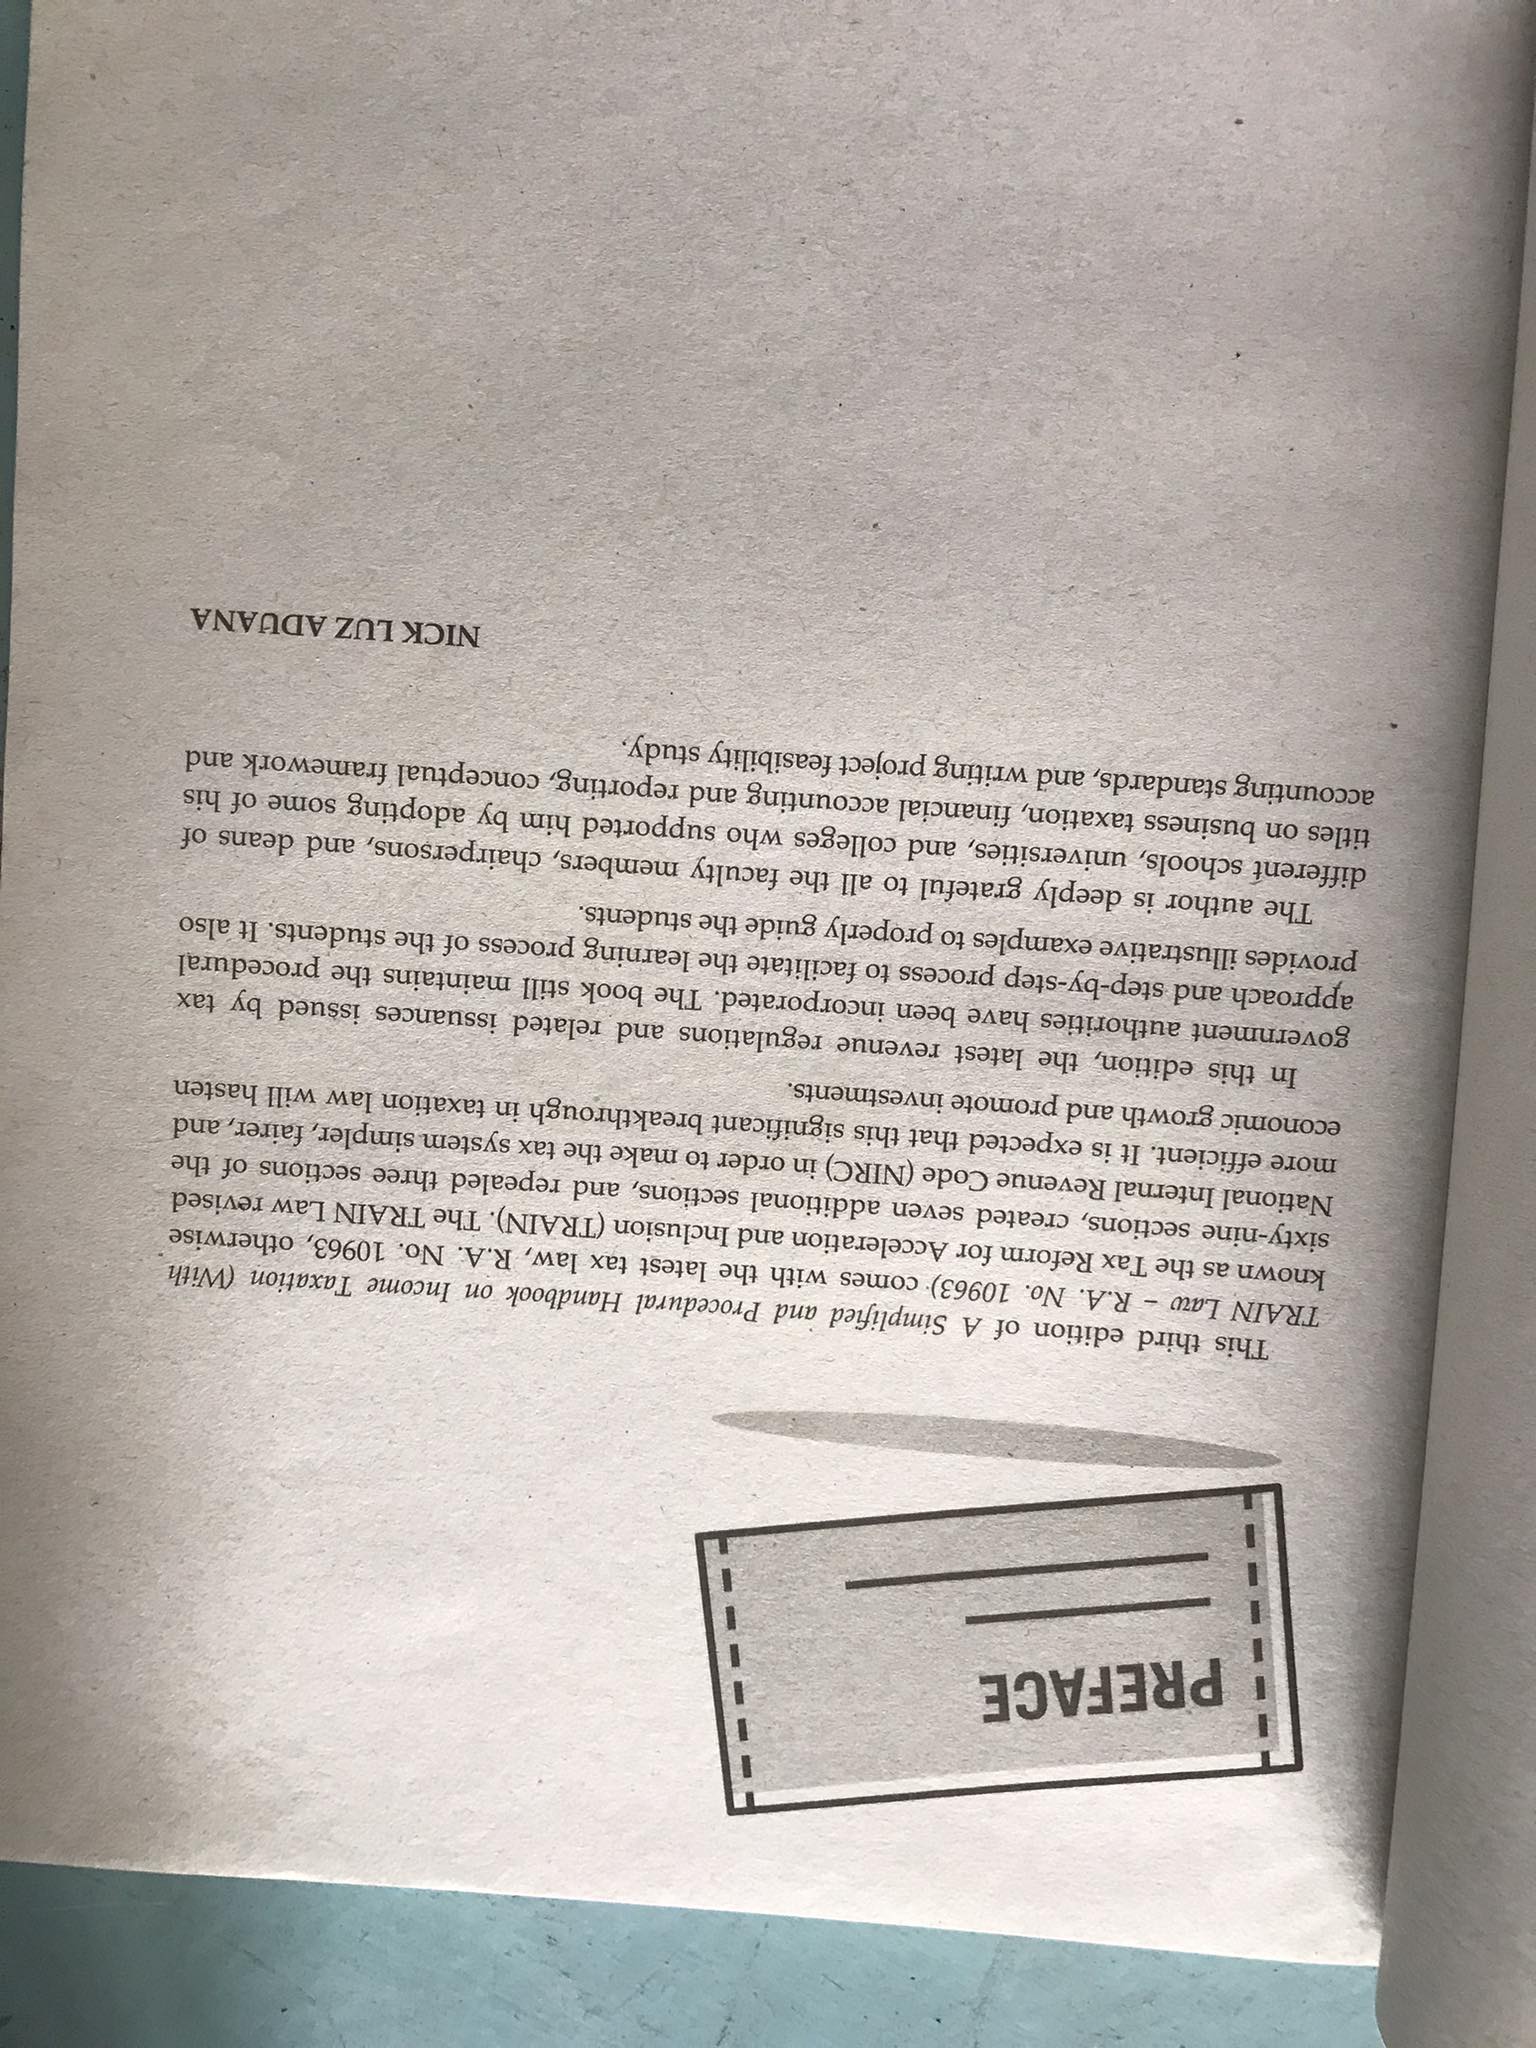 PREFACE
This third edition of A Simplified and Procedural Handbook on Income Taxation (With
TRAIN Law – R.A. No. 10963) comes with the latest tax law, R.A. No. 10963, otherwise
known as the Tax Reform for Acceleration and Inclusion (TRAIN). The TRAIN Law revised
sixty-nine sections, created seven additional sections, and repealed three sections of the
National Internal Revenue Code (NIRC) in order to make the tax system simpler, fairer, and
more efficient. It is expected that this significant breakthrough in taxation law will hasten
economic growth and promote investments.
In this edition, the latest revenue regulations and related issuances issued by tax
government authorities have been incorporated. The book still maintains the procedural
approach and step-by-step process to facilitate the learning process of the students. It also
provides illustrative examples to properly guide the students.
The author is deeply grateful to all the faculty members, chairpersons, and deans of
different schools, universities, and colleges who supported him by adopting some of his
titles on business taxation, financial accounting and reporting, conceptual framework and
accounting standards, and writing project feasibility study.
NICK LUZ ADUANA